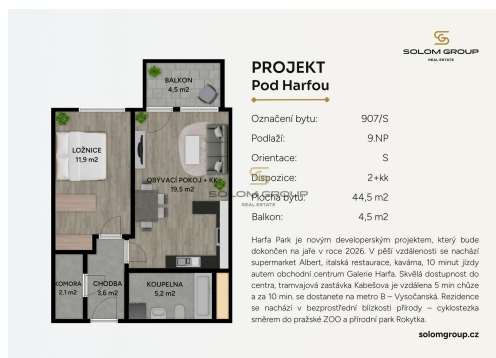 SOLOM GROUP
REAL ESTATE
PROJEKT
Pod Harfou
Označení bytu: 907/S
Podlaží: 9.NP
Orientace: S
Dispozice: 2+kk
Plocha bytu: 44,5 m2
Balkon: 4,5 m2
BALKON
4,5 m2
LOŽNICE
11,9 m2
OBÝVACÍ POKOJ + KK
19,5 m2
SOLOM GROUP
REAL ESTATE
KOMORA
2,1 m2
CHODBA
3,6 m2
KOUPELNA
5,2 m2
Harfa Park je novým developerským projektem, který bude
dokončen na jaře v roce 2026. V pěší vzdálenosti se nachází
supermarket Albert, italská restaurace, kavárna, 10 minut jízdy
autem obchodní centrum Galerie Harfa. Skvělá dostupnost do
centra, tramvajová zastávka Kabešova je vzdálena 5 min chůze
a za 10 min. se dostanete na metro B – Vysočanská. Rezidence
se nachází v bezprostřední blízkosti přírody – cyklostezka
směrem do pražské ZOO a přírodní park Rokytka.
solomgroup.cz